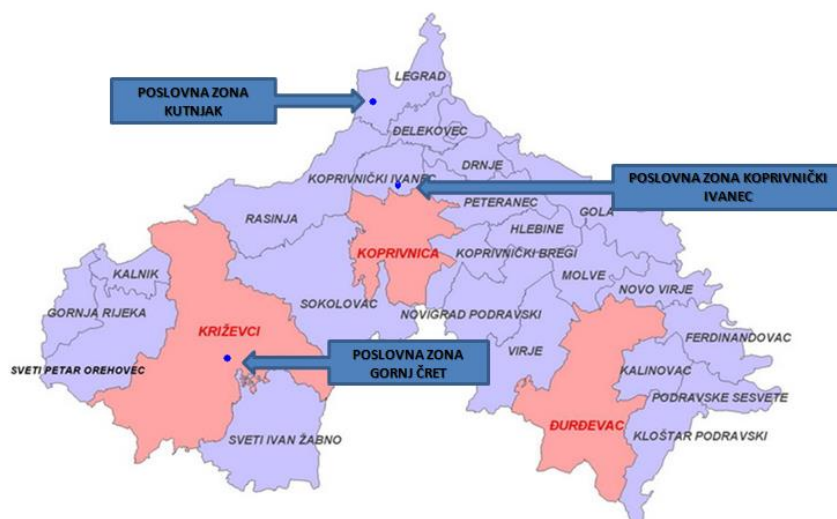 LEGRAD
POSLOVNA ZONA
KUTNJAK
ĐELEKOVEC
DRNJE
KOPRIVNIČKI IVANEC
POSLOVNA ZONA KOPRIVNIČKI
IVANEC
PETERANEC
RASINJA
GOLA
HLEBINE
KOPRIVNICA
KOPRIVNIČKI BREGI
KALNIK
MOLVE
NOVO VIRJE
SOKOLOVAC
GORNJA RIJEKA
NOVIGRAD PODRAVSKI
KRIŽEVCI
FERDINANDOVAC
VIRJE
POSLOVNA ZONA
GORNJ ČRET
SVETI PETAR OREHOVEC
KALINOVAC
PODRAVSKE SESVETE
ĐURĐEVAC
SVETI IVAN ŽABNO
KLOŠTAR PODRAVSKI